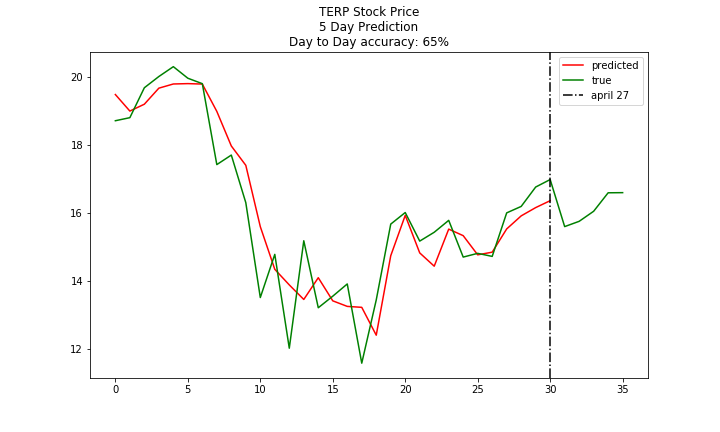 TERP Stock Price
5 Day Prediction
Day to Day accuracy: 65%
predicted
true
april 27
20
18
16
14
12
0 5 10 15 20 25 30 35